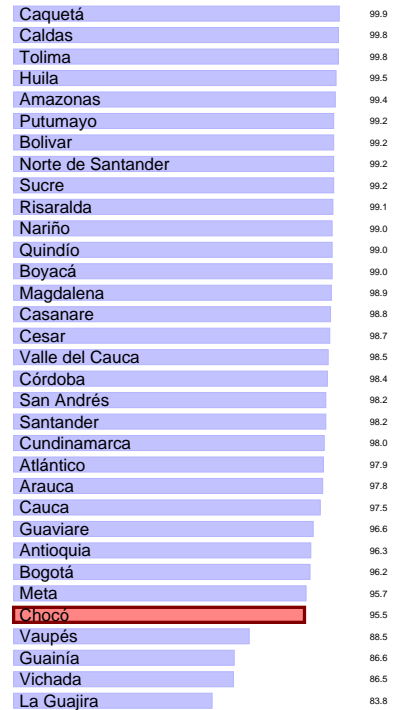 Caquetá 99.9
Caldas 99.8
Tolima 99.8
Huila 99.5
Amazonas 99.4
Putumayo 99.2
Bolivar 99.2
Norte de Santander 99.2
Sucre 99.2
Risaralda 99.1
Nariño 99.0
Quindío 99.0
Boyacá 99.0
Magdalena 98.9
Casanare 98.8
Cesar 98.7
Valle del Cauca 98.5
Córdoba 98.4
San Andrés 98.2
Santander 98.2
Cundinamarca 98.0
Atlántico 97.9
Arauca 97.8
Cauca 97.5
Guaviare 96.6
Antioquia 96.3
Bogotá 96.2
Meta 95.7
Chocó 95.5
Vaupés 88.5
Guainía 86.6
Vichada 86.5
La Guajira 83.8